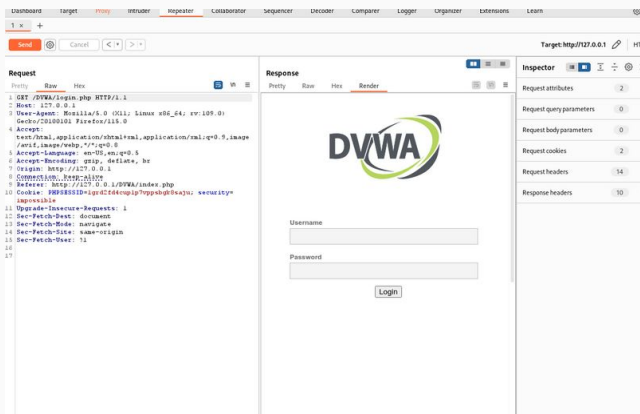 Dashboard Target Proxy Intruder Repeater Collaborator Sequencer Decoder Comparer Logger Organizer Extensions Learn
1 × +
Send Cancel < > Target: http://127.0.0.1
Request
Pretty Raw Hex
1 GET /DVWA/login.php HTTP/1.1
2 Host: 127.0.0.1
3 User-Agent: Mozilla/5.0 (X11; Linux x86_64; rv:109.0)
Gecko/20100101 Firefox/115.0
4 Accept:
text/html,application/xhtml+xml,application/xml;q=0.9,image
/avif,image/webp,*/*;q=0.8
5 Accept-Language: en-US,en;q=0.5
6 Accept-Encoding: gzip, deflate, br
7 Origin: http://127.0.0.1
8 Connection: keep-alive
9 Referer: http://127.0.0.1/DVWA/index.php
10 Cookie: PHPSESSID= security=
impossible
11 Upgrade-Insecure-Requests: 1
12 Sec-Fetch-Dest: document
13 Sec-Fetch-Mode: navigate
14 Sec-Fetch-Site: same-origin
15 Sec-Fetch-User: ?1
16
17
Response
Pretty Raw Hex Render
DVWA
Username
Password
Login
Inspector
Request attributes 2
Request query parameters 0
Request body parameters 0
Request cookies 2
Request headers 14
Response headers 10